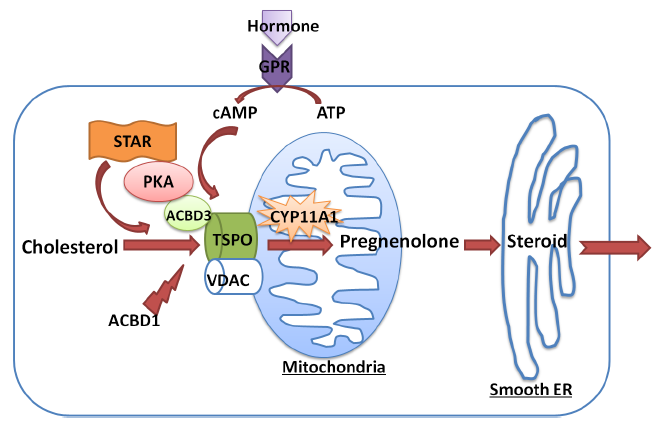 Hormone
GPR
cAMP
ATP
STAR
PKA
ACBD3
CYP11A1
Cholesterol
TSPO
Pregnenolone
Steroid
VDAC
ACBD1
Mitochondria
Smooth ER